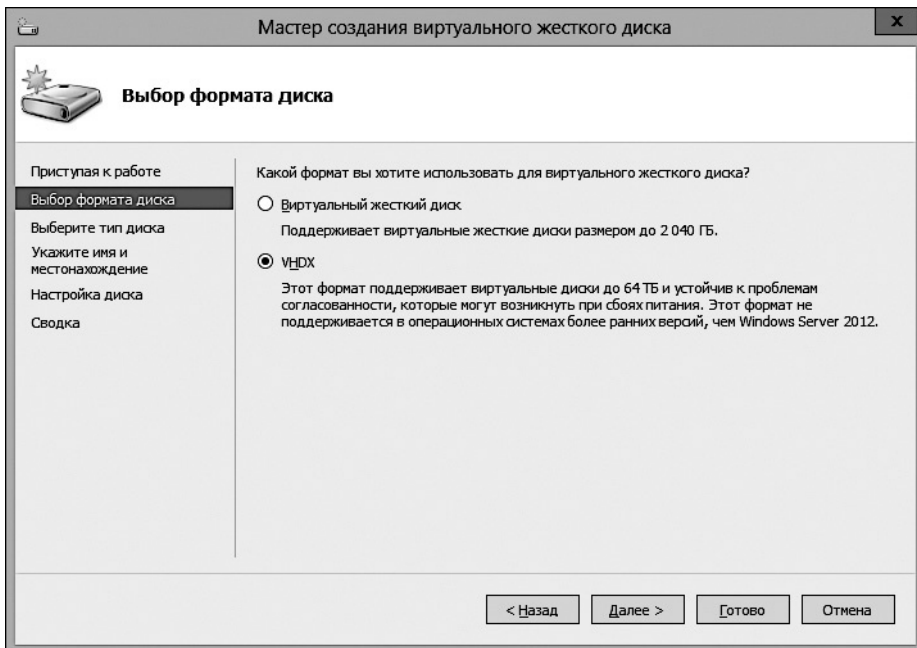 Мастер создания виртуального жесткого диска
x
Выбор формата диска
Приступая к работе
Выбор формата диска
Выберите тип диска
Укажите имя и
местонахождение
Настройка диска
Сводка
Какой формат вы хотите использовать для виртуального жесткого диска?
Виртуальный жесткий диск
Поддерживает виртуальные жесткие диски размером до 2 040 ГБ.
VHDX
Этот формат поддерживает виртуальные диски до 64 ТБ и устойчив к проблемам
согласованности, которые могут возникнуть при сбоях питания. Этот формат не
поддерживается в операционных системах более ранних версий, чем Windows Server 2012.
< Назад
Далее >
Готово
Отмена